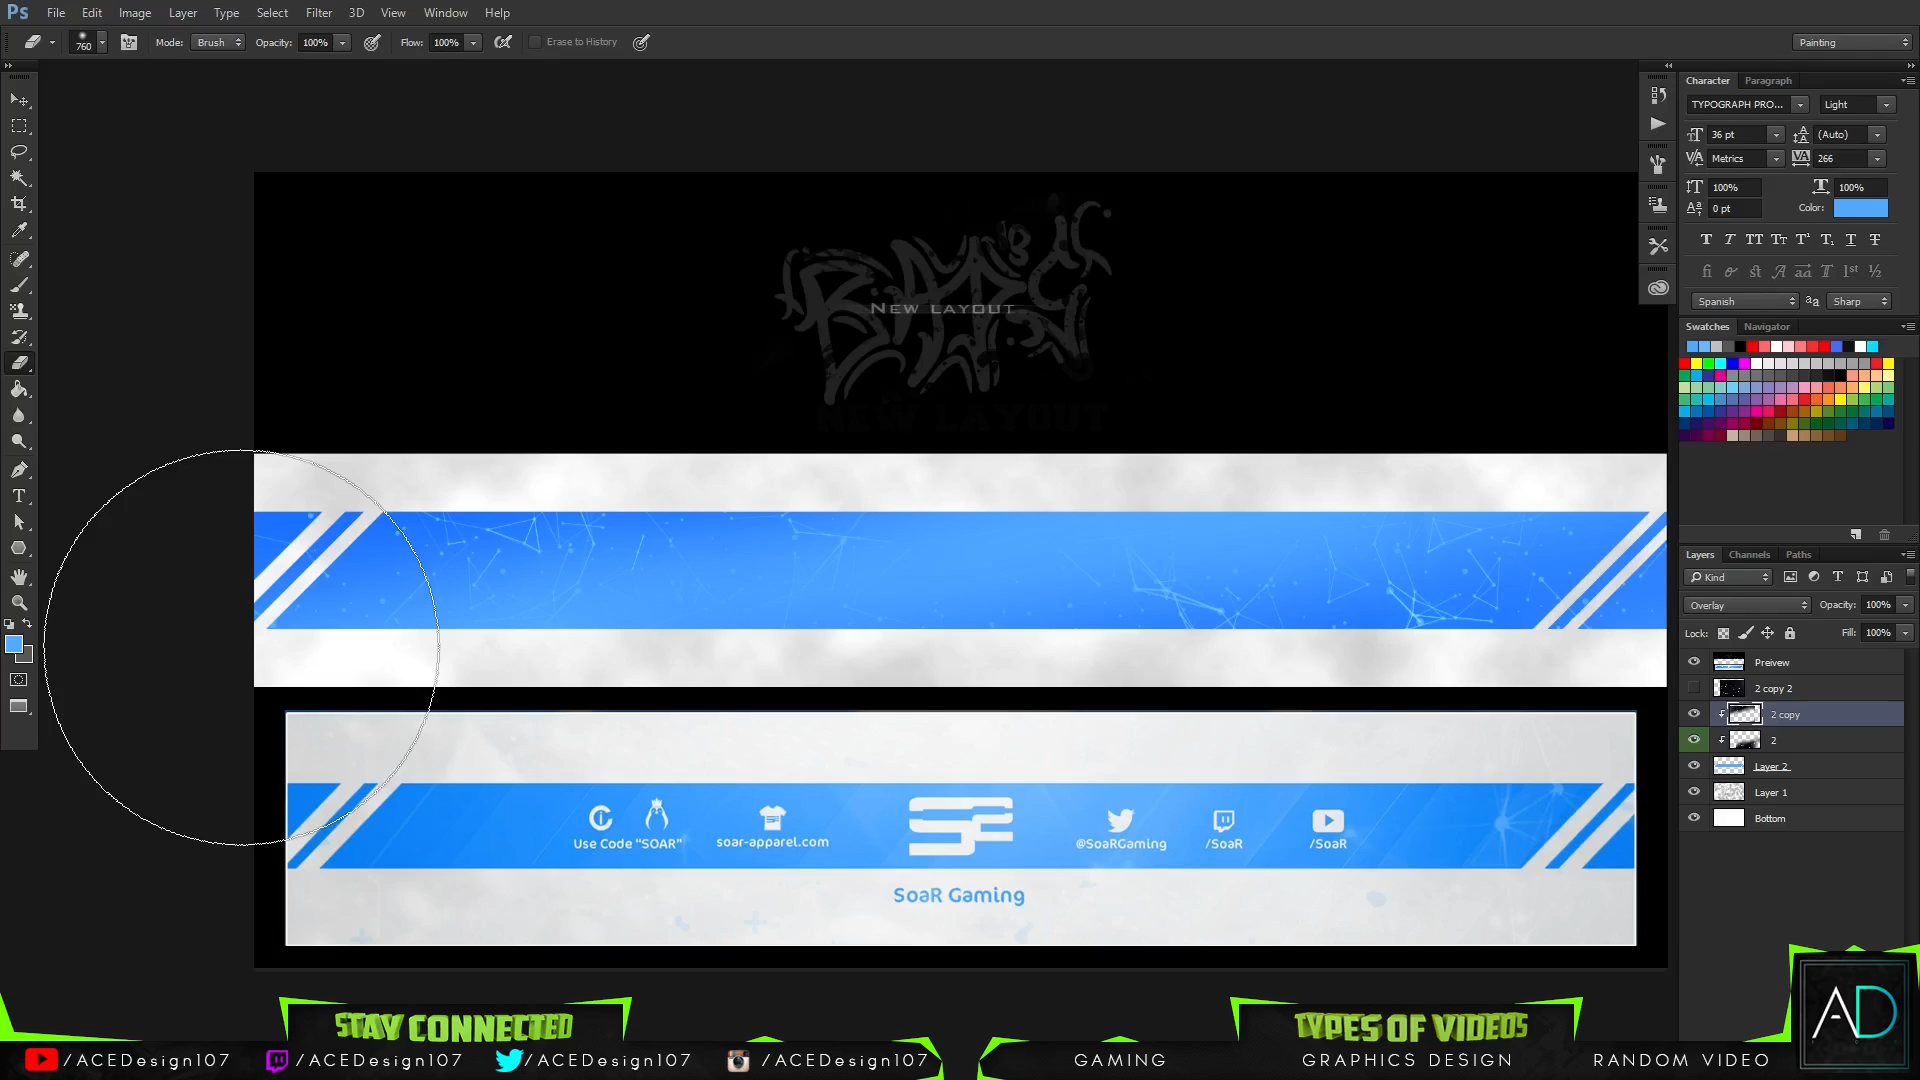 Ps File Edit Image Layer Type Select Filter 3D View Window Help
760 Mode: Brush Opacity: 100% Flow: 100% Erase to History Painting
Character Paragraph
TYPOGRAPH PRO... Light
36 pt (Auto)
Metrics 266
100% 100%
0 pt Color:
Spanish Sharp
Swatches Navigator
Layers Channels Paths
Kind
Overlay Opacity: 100%
Lock: Fill: 100%
Preivew
2 copy 2
2 copy
2
Layer 2
Layer 1
Bottom
New layout
NEW LAYOUT
Use Code “SOAR” soar-apparel.com @SoaRGaming /SoaR /SoaR
SoaR Gaming
STAY CONNECTED TYPES OF VIDEOS
/ACEDesign107 /ACEDesign107 /ACEDesign107 /ACEDesign107 GAMING GRAPHICS DESIGN RANDOM VIDEO
AD